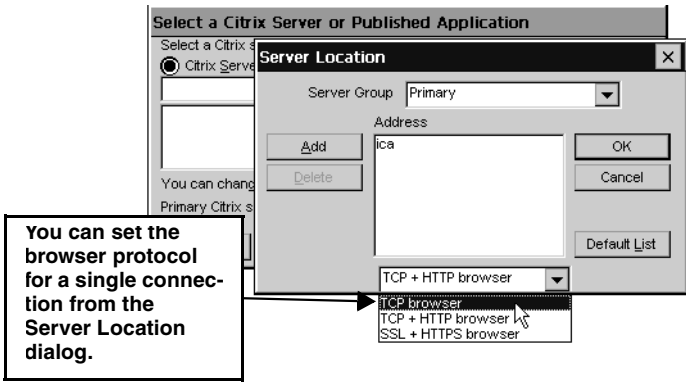 Select a Citrix Server or Published Application
Select a Citrix s
Citrix Serve
Server Location
Server Group
Primary
Address
Add
ica
OK
Delete
Cancel
You can chang
Primary Citrix s
Default List
You can set the
browser protocol
for a single connec-
tion from the
Server Location
dialog.
TCP + HTTP browser
TCP browser
TCP + HTTP browser
SSL + HTTPS browser